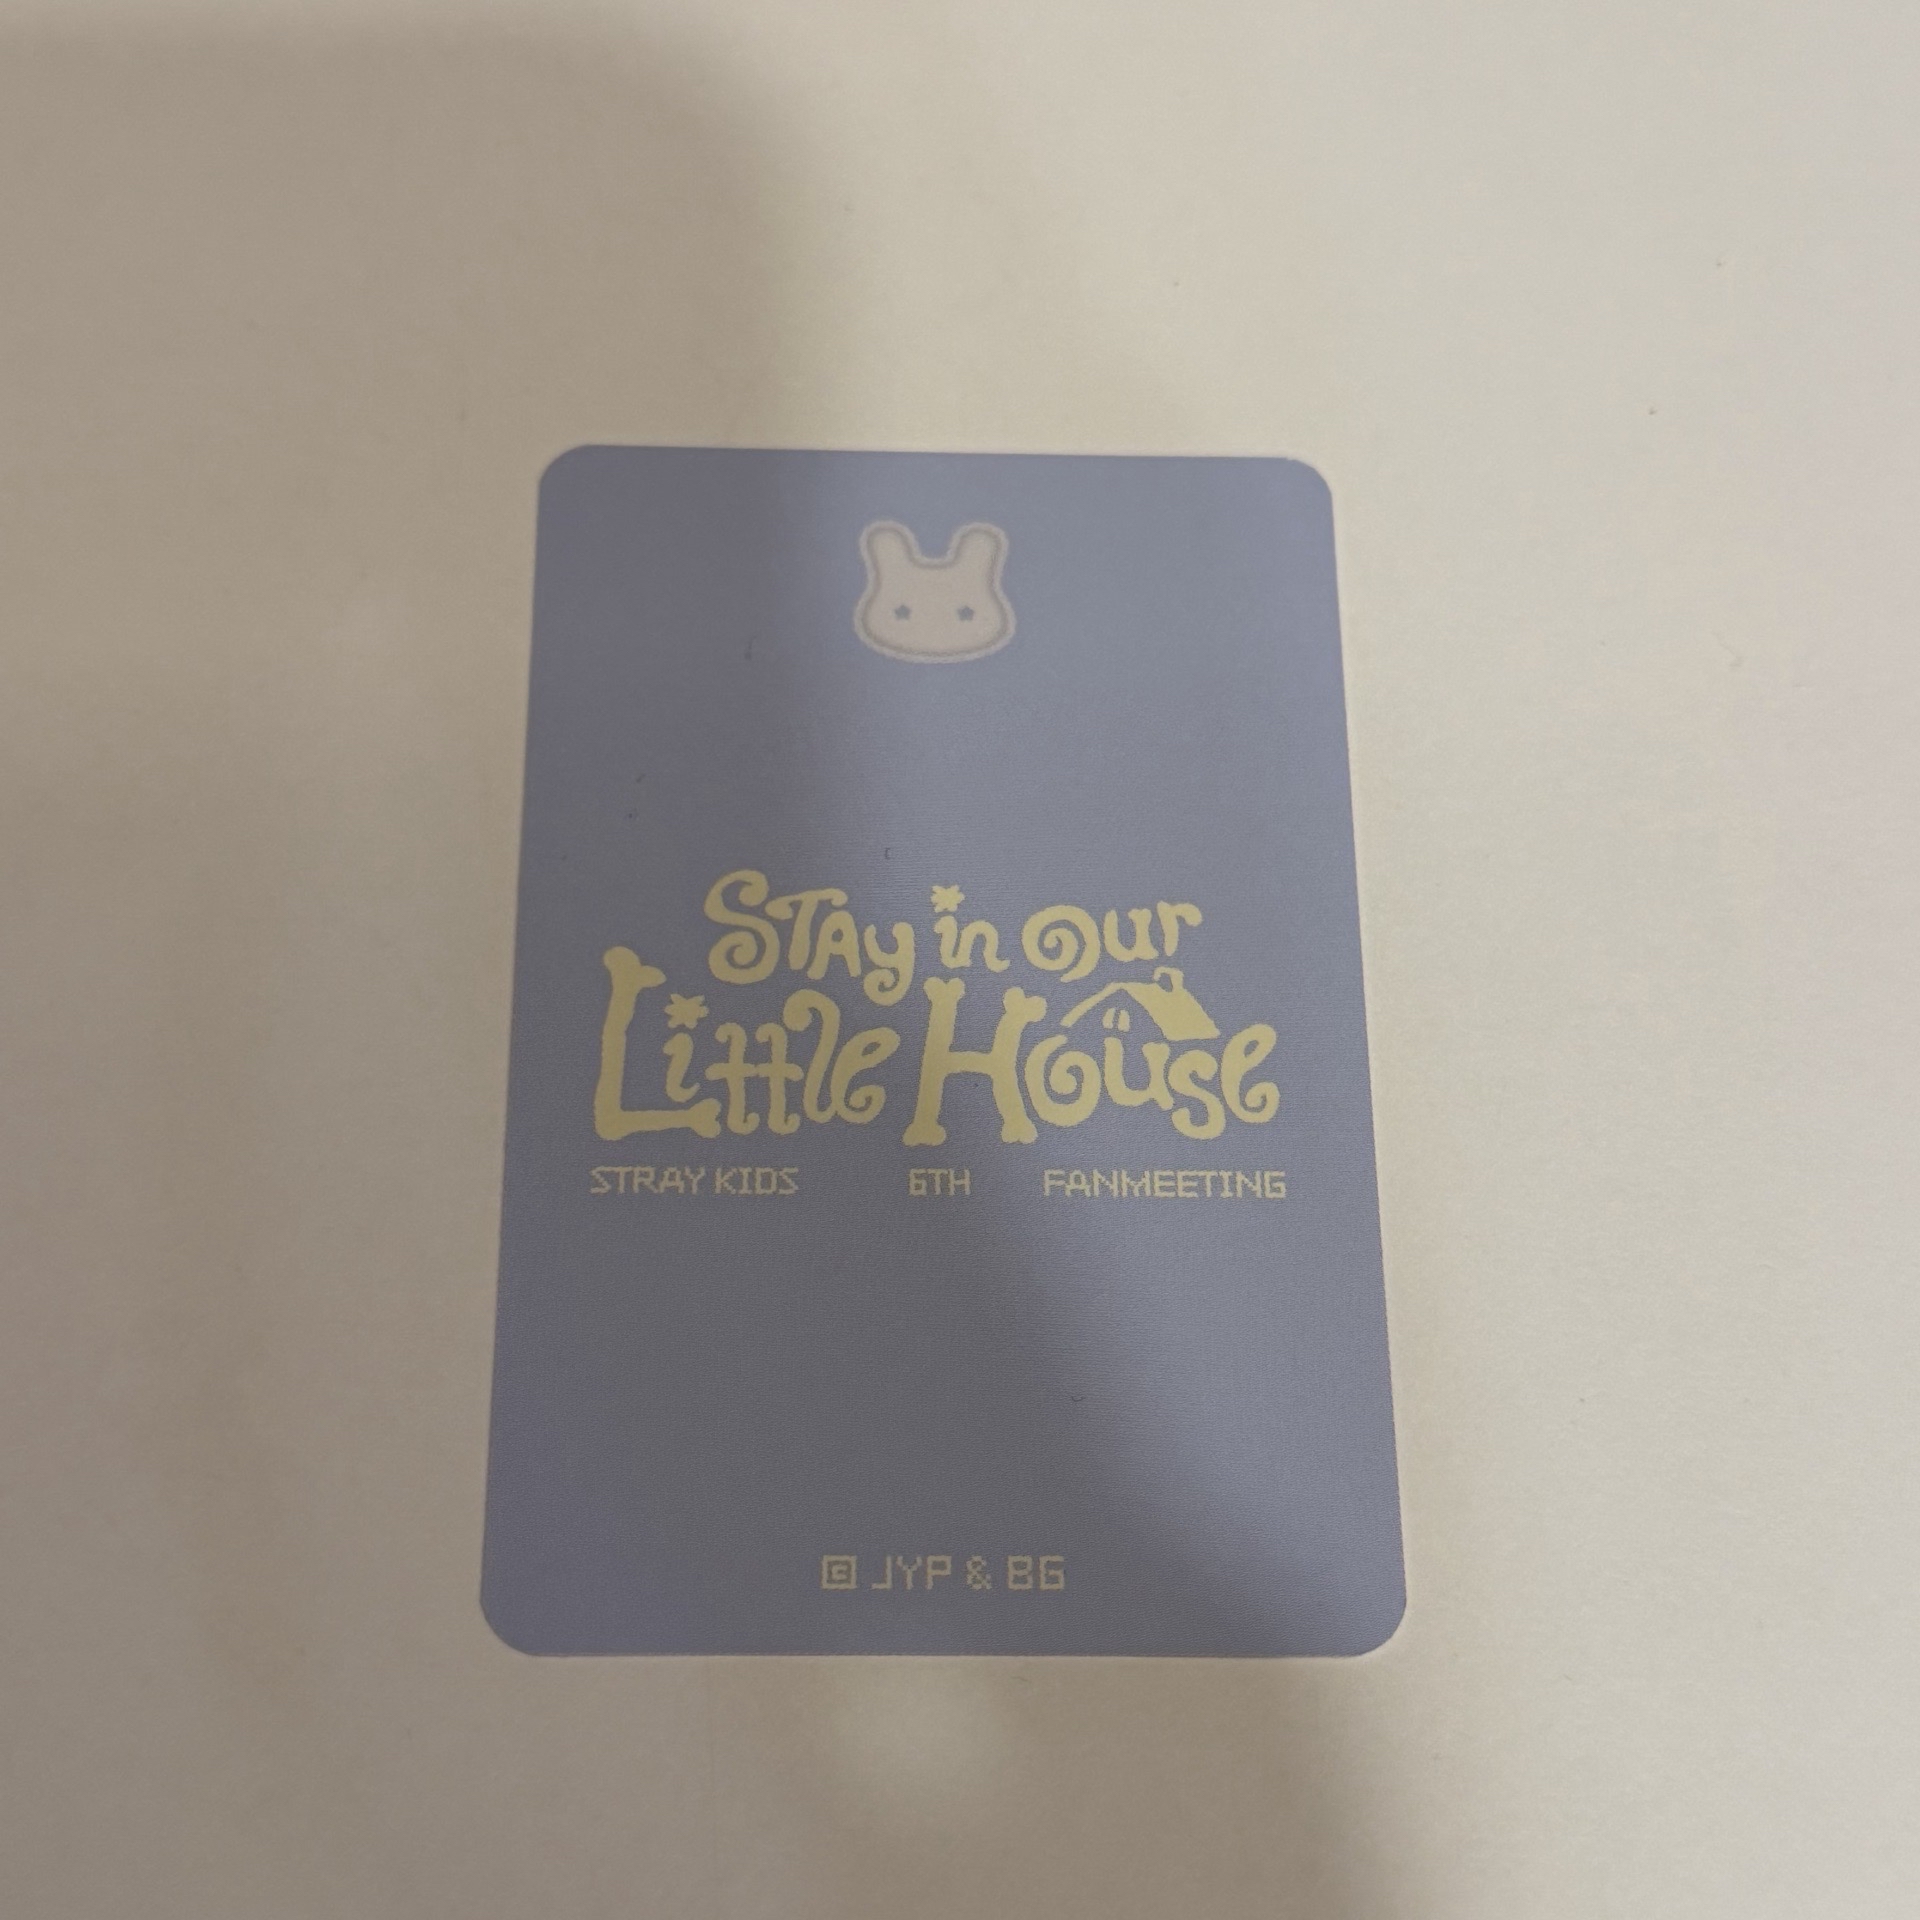 STAY in our
Little House
STRAY KIDS 6TH FANMEETING
© JYP & BG